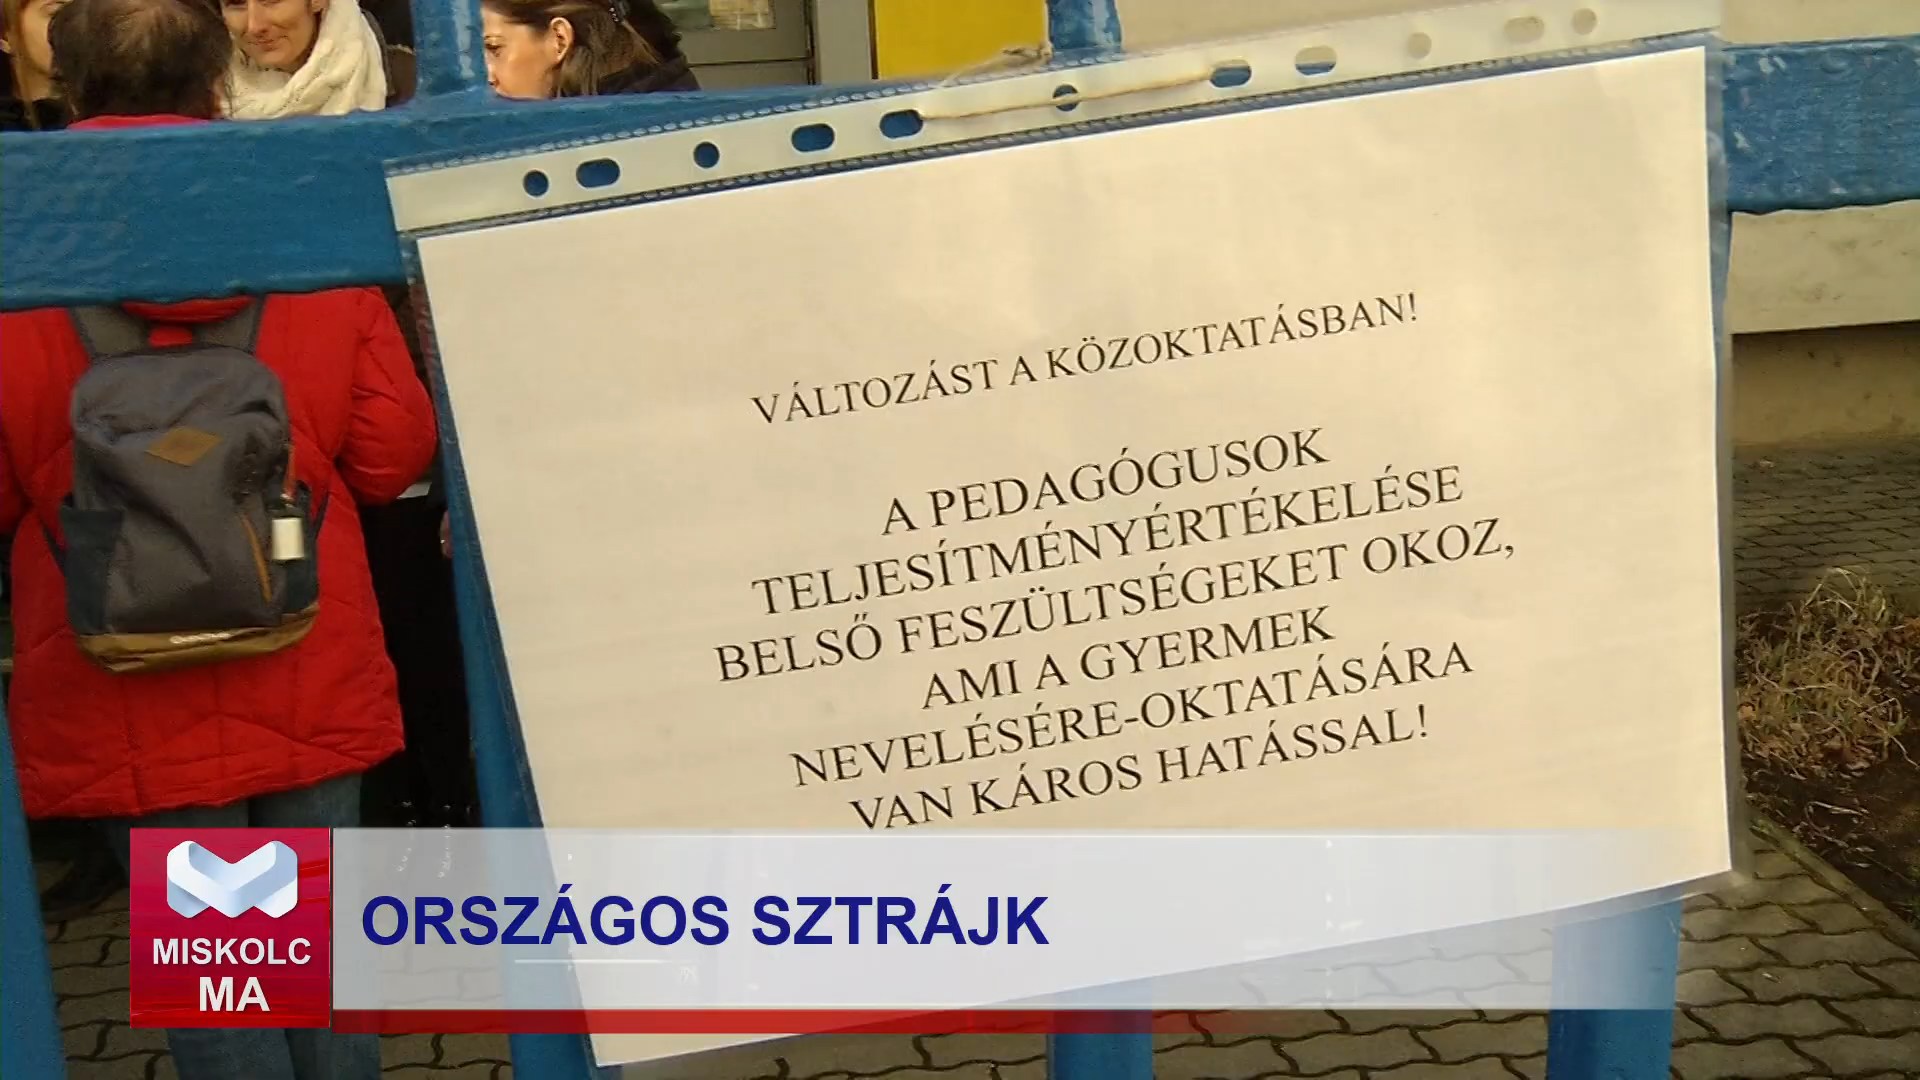 VÁLTOZÁST A KÖZOKTATÁSBAN!
A PEDAGÓGUSOK
TELJESÍTMÉNYÉRTÉKELÉSE
BELSŐ FESZÜLTSÉGEKET OKOZ,
AMI A GYERMEK
NEVELÉSÉRE-OKTATÁSÁRA
VAN KÁROS HATÁSSAL!
ORSZÁGOS SZTRÁJK
MISKOLC
MA